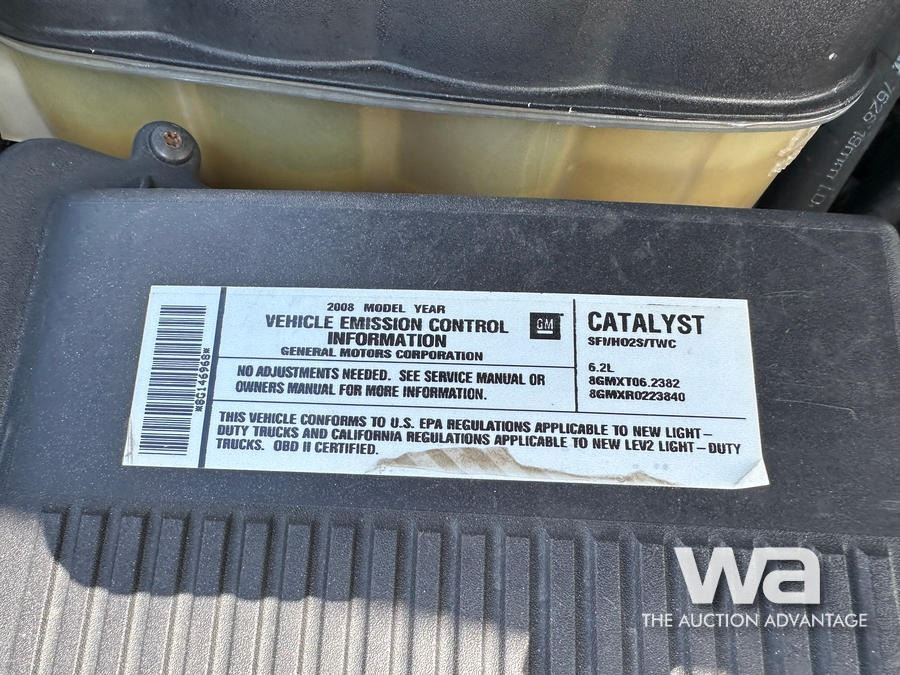 7628 19mm I.D.
2008 MODEL YEAR
VEHICLE EMISSION CONTROL
INFORMATION
GENERAL MOTORS CORPORATION
GM
CATALYST
SFI/HO2S/TWC
NO ADJUSTMENTS NEEDED. SEE SERVICE MANUAL OR
OWNERS MANUAL FOR MORE INFORMATION.
6.2L
8GMXT06.2382
8GMXR0223840
*8G146968*
THIS VEHICLE CONFORMS TO U.S. EPA REGULATIONS APPLICABLE TO NEW LIGHT-
DUTY TRUCKS AND CALIFORNIA REGULATIONS APPLICABLE TO NEW LEV2 LIGHT-DUTY
TRUCKS. OBD II CERTIFIED.
wa
THE AUCTION ADVANTAGE